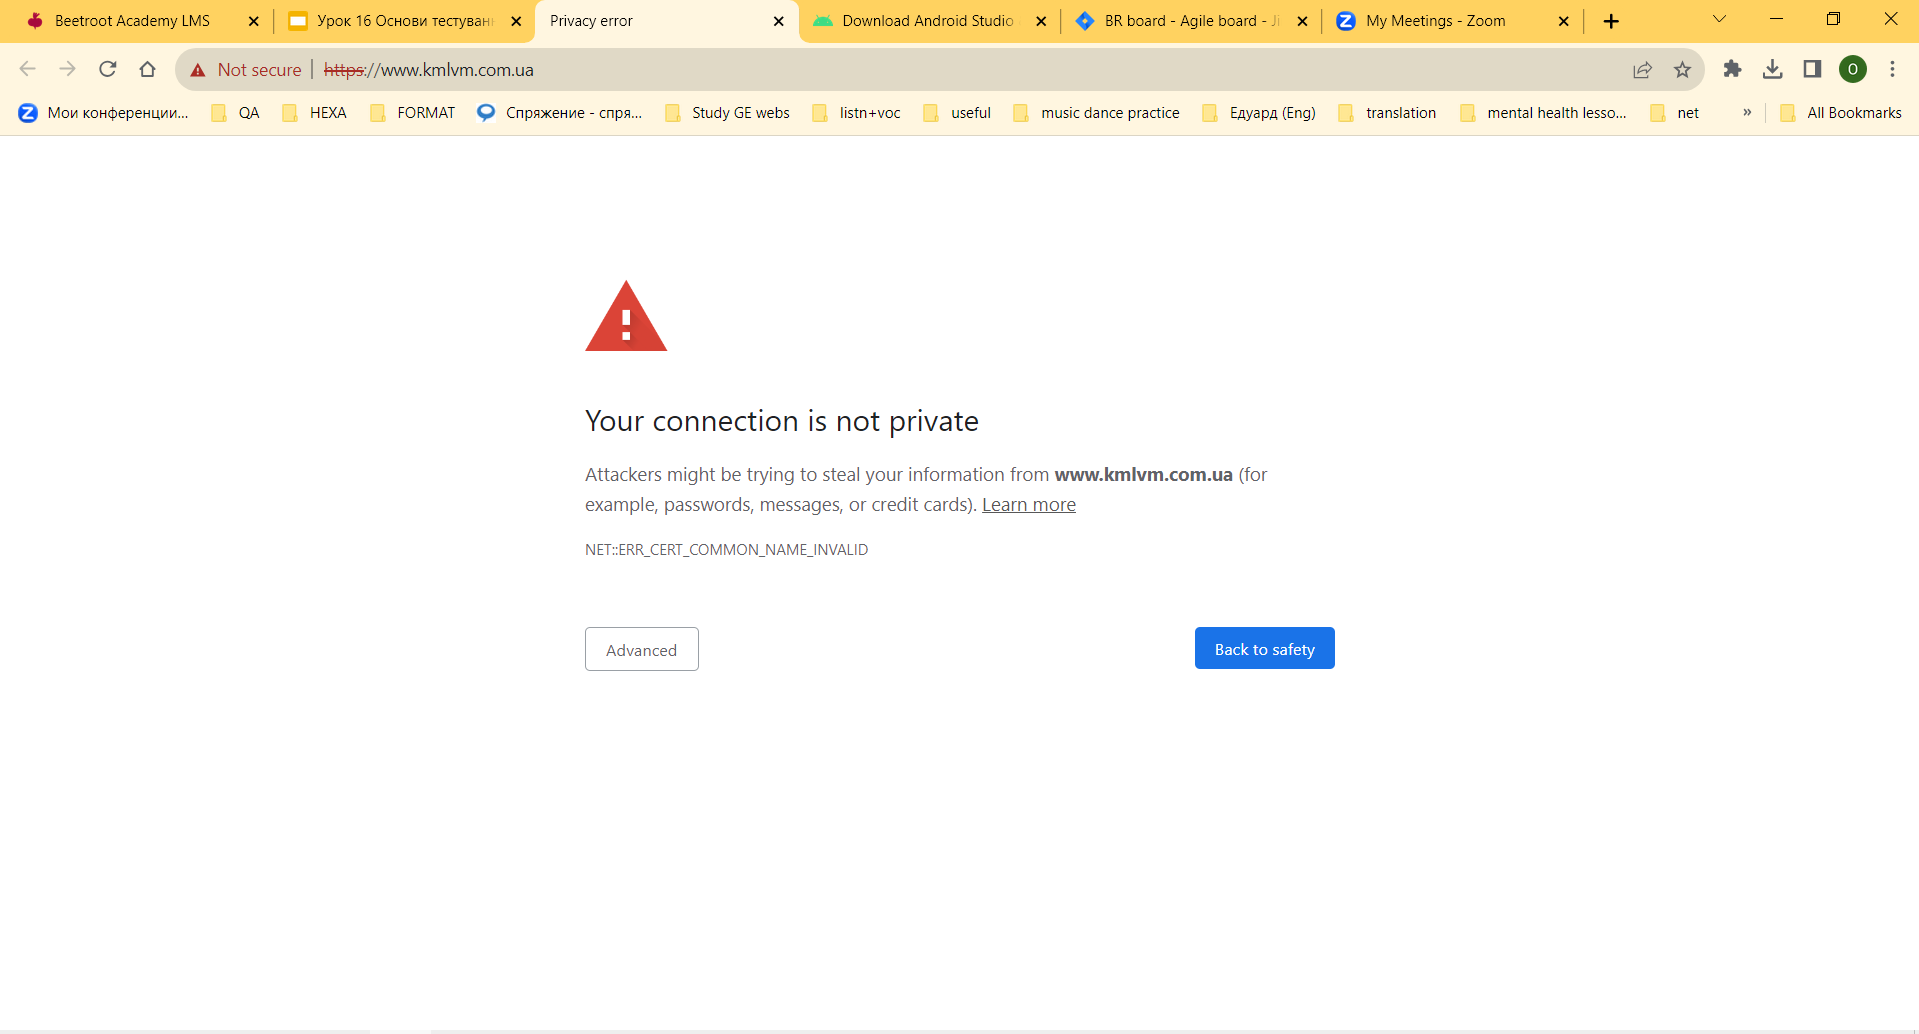 Beetroot Academy LMS
Урок 16 Основи тестуван
Privacy error
Download Android Studio
BR board - Agile board - Ji
My Meetings - Zoom
Not secure
https://www.kmlvm.com.ua
O
Мои конференции...
QA
HEXA
FORMAT
Спряжение - спря...
Study GE webs
listn+voc
useful
music dance practice
Едуард (Eng)
translation
mental health lesso...
net
»
All Bookmarks
Your connection is not private
Attackers might be trying to steal your information from www.kmlvm.com.ua (for
example, passwords, messages, or credit cards). Learn more
NET::ERR_CERT_COMMON_NAME_INVALID
Advanced
Back to safety